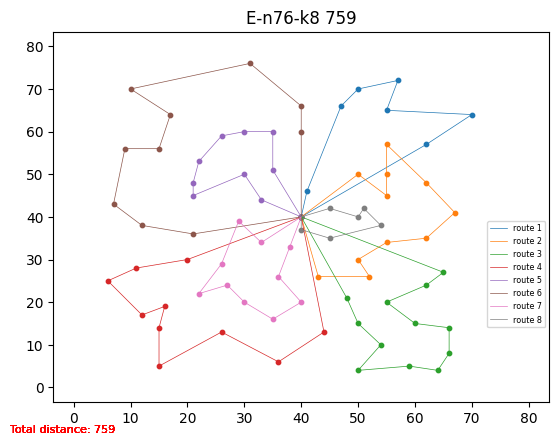 E-n76-k8 759
80
70
60
50
40
30
20
10
0
0 10 20 30 40 50 60 70 80
route 1
route 2
route 3
route 4
route 5
route 6
route 7
route 8
Total distance: 759